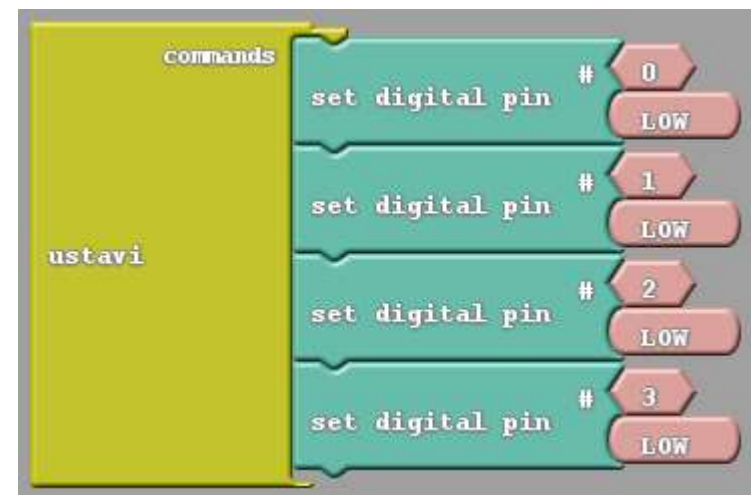 commands
# 0
set digital pin
LOW
# 1
set digital pin
LOW
ustavi
# 2
set digital pin
LOW
# 3
set digital pin
LOW